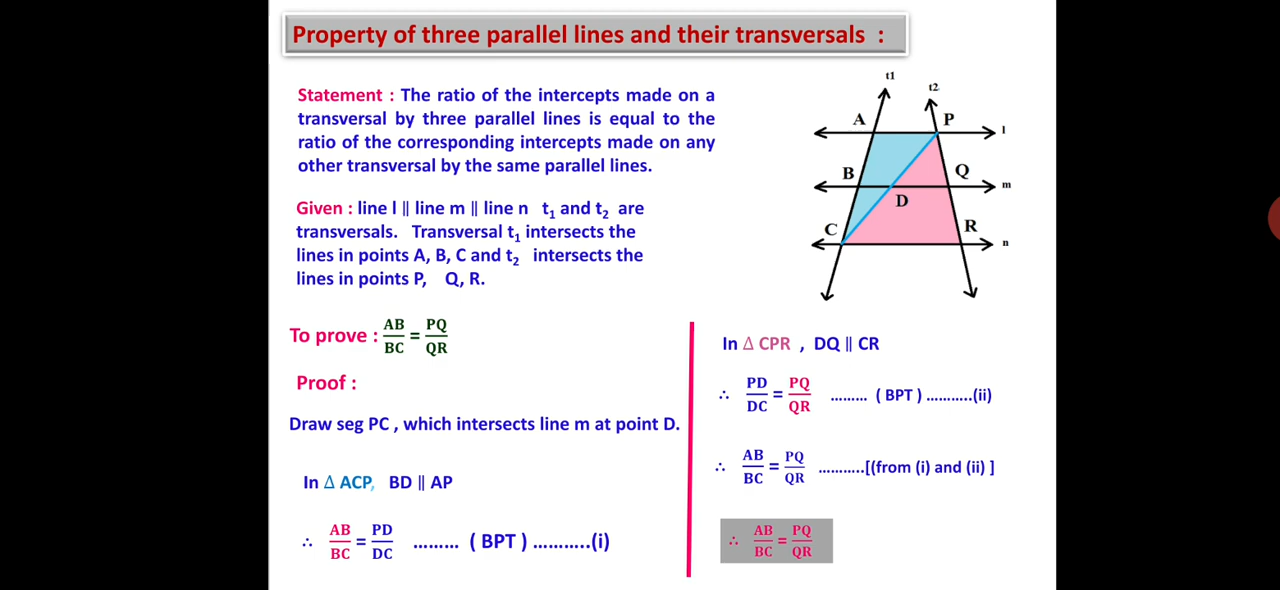 Property of three parallel lines and their transversals :
Statement : The ratio of the intercepts made on a
transversal by three parallel lines is equal to the
ratio of the corresponding intercepts made on any
other transversal by the same parallel lines.
Given : line l || line m || line n t₁ and t₂ are
transversals. Transversal t₁ intersects the
lines in points A, B, C and t₂ intersects the
lines in points P, Q, R.
t1
t2
A
P
l
B
Q
m
D
C
R
n
To prove : AB/BC = PQ/QR
Proof :
Draw seg PC , which intersects line m at point D.
In Δ ACP, BD || AP
∴ AB/BC = PD/DC ......... ( BPT ) ...........(i)
In Δ CPR , DQ || CR
∴ PD/DC = PQ/QR ......... ( BPT ) ...........(ii)
∴ AB/BC = PQ/QR ..........[(from (i) and (ii) ]
∴ AB/BC = PQ/QR